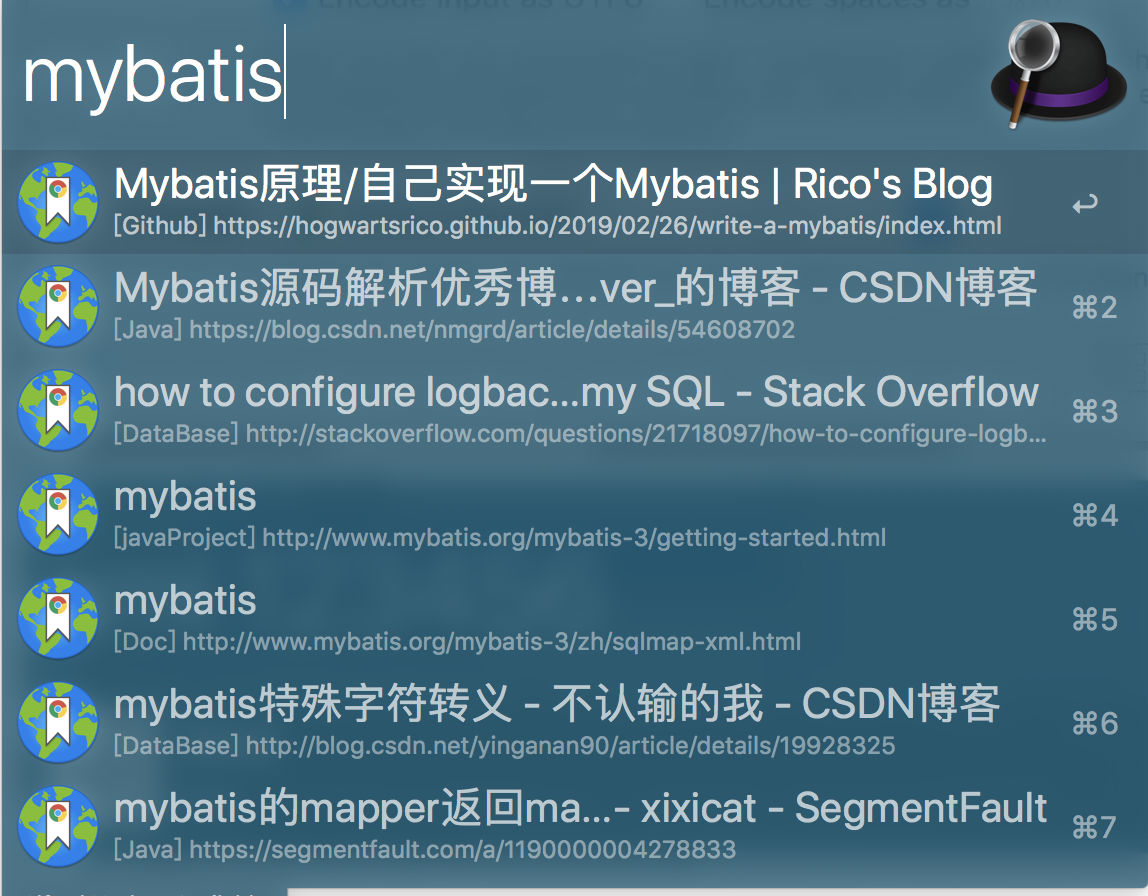 mybatis
Mybatis原理/自己实现一个Mybatis | Rico's Blog
[Github] https://hogwartsrico.github.io/2019/02/26/write-a-mybatis/index.html
↩
Mybatis源码解析优秀博…ver_的博客 - CSDN博客
[Java] https://blog.csdn.net/nmgrd/article/details/54608702
⌘2
how to configure logbac...my SQL - Stack Overflow
[DataBase] http://stackoverflow.com/questions/21718097/how-to-configure-logb...
⌘3
mybatis
[javaProject] http://www.mybatis.org/mybatis-3/getting-started.html
⌘4
mybatis
[Doc] http://www.mybatis.org/mybatis-3/zh/sqlmap-xml.html
⌘5
mybatis特殊字符转义 - 不认输的我 - CSDN博客
[DataBase] http://blog.csdn.net/yinganan90/article/details/19928325
⌘6
mybatis的mapper返回ma...- xixicat - SegmentFault
[Java] https://segmentfault.com/a/1190000004278833
⌘7